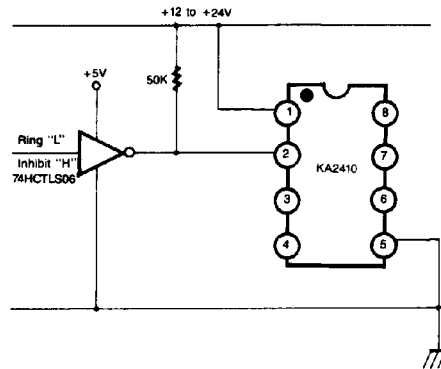 +12 to +24V
+5V
50K
Ring "L"
Inhibit "H"
74HCTLS06
KA2410
1
2
3
4
8
7
6
5